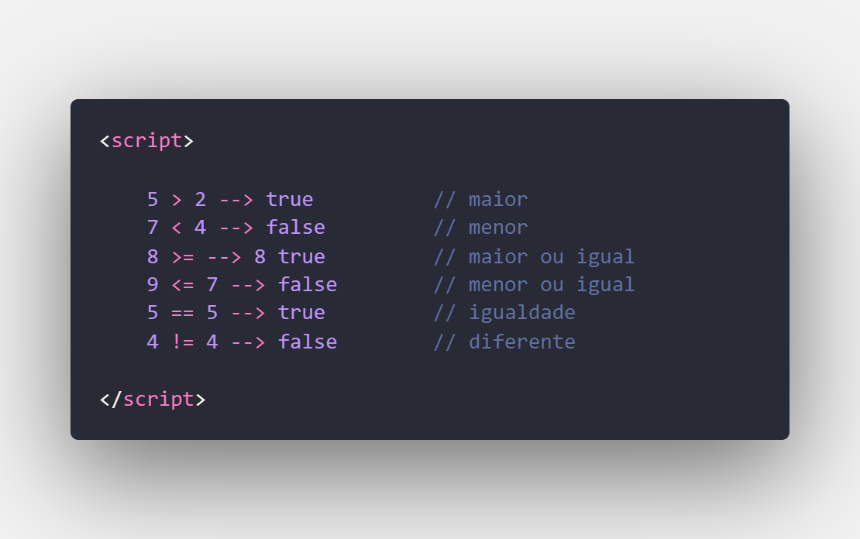 <script>
5 > 2 --> true // maior
7 < 4 --> false // menor
8 >= --> 8 true // maior ou igual
9 <= 7 --> false // menor ou igual
5 == 5 --> true // igualdade
4 != 4 --> false // diferente
</script>